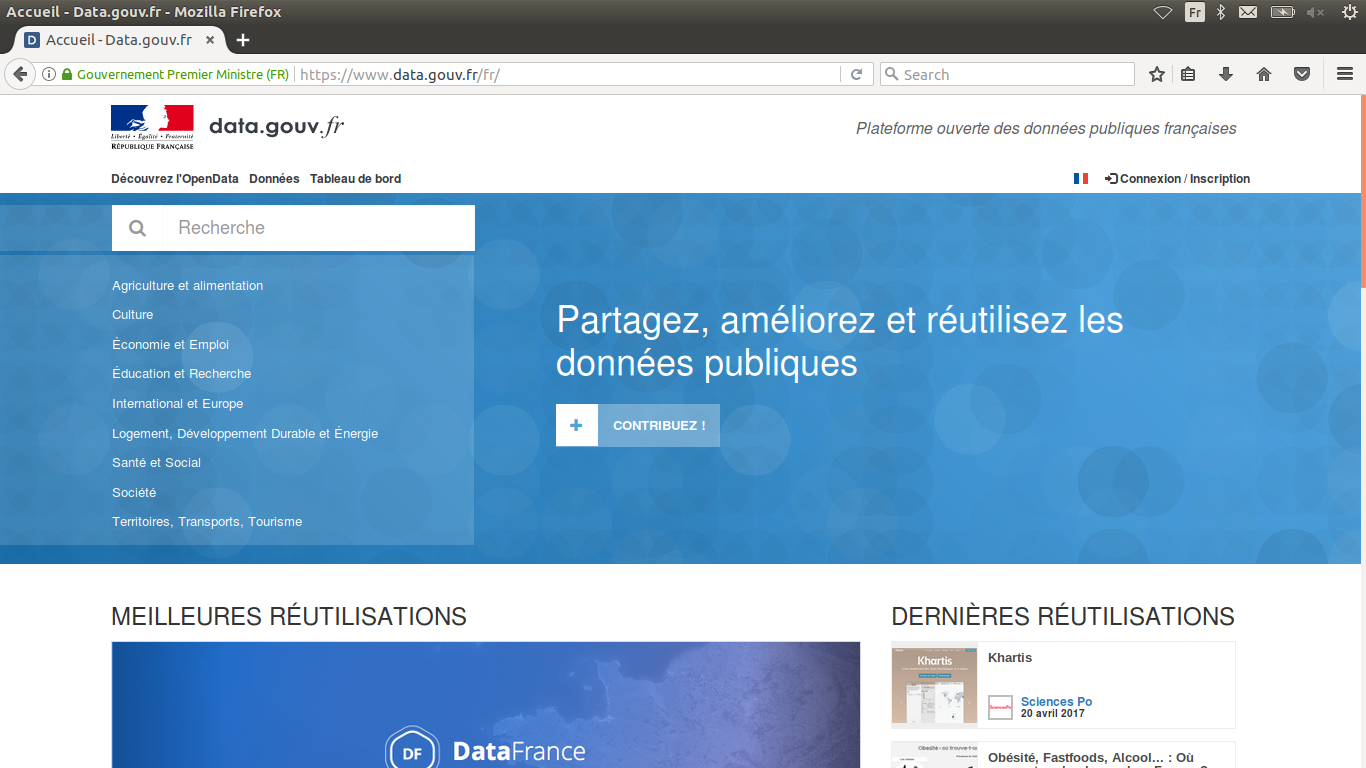 Accueil - Data.gouv.fr - Mozilla Firefox
Fr
Accueil - Data.gouv.fr
Gouvernement Premier Ministre (FR)
https://www.data.gouv.fr/fr/
Search
Liberté • Égalité • Fraternité
RÉPUBLIQUE FRANÇAISE
data.gouv.fr
Plateforme ouverte des données publiques françaises
Découvrez l'OpenData Données Tableau de bord
Connexion / Inscription
Recherche
Agriculture et alimentation
Culture
Économie et Emploi
Éducation et Recherche
International et Europe
Logement, Développement Durable et Énergie
Santé et Social
Société
Territoires, Transports, Tourisme
Partagez, améliorez et réutilisez les
données publiques
CONTRIBUEZ !
MEILLEURES RÉUTILISATIONS
DF
DataFrance
DERNIÈRES RÉUTILISATIONS
Khartis
Khartis
SciencesPo
Sciences Po
20 avril 2017
Obésité, Fastfoods, Alcool... : Où